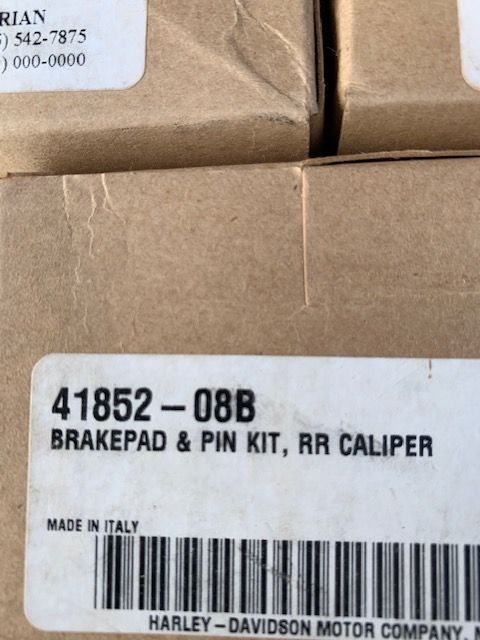 RIAN
) 542-7875
) 000-0000
41852-08B
BRAKEPAD & PIN KIT, RR CALIPER
MADE IN ITALY
HARLEY-DAVIDSON MOTOR COMPANY,